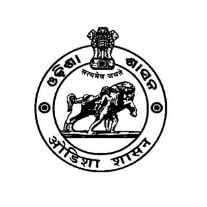 ଓଡ଼ିଶା ଶାସନ
सत्यमेव जयते
ओडिशा शासन